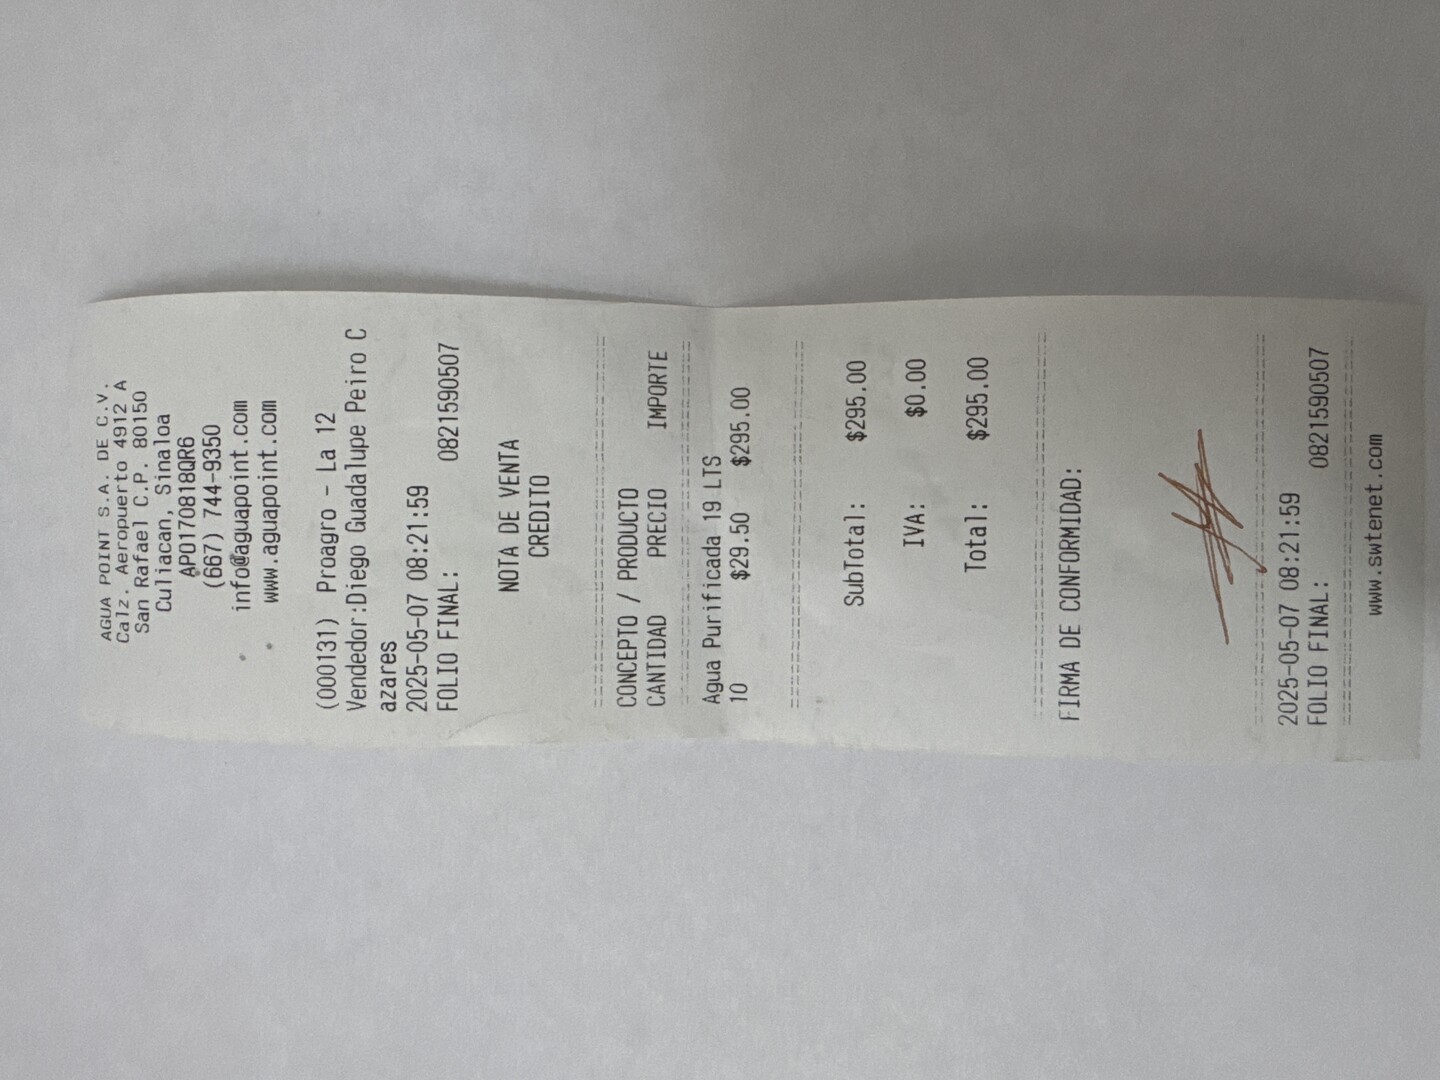 AGUA POINT S.A. DE C.V.
Calz. Aeropuerto 4912 A
San Rafael C.P. 80150
Culiacan, Sinaloa
APO170818QR6
(667) 744-9350
info@aguapoint.com
www.aguapoint.com
(000131) Proagro - La 12
Vendedor:Diego Guadalupe Peiro C
azares
2025-05-07 08:21:59
FOLIO FINAL: 0821590507
NOTA DE VENTA
CREDITO
CONCEPTO / PRODUCTO
CANTIDAD PRECIO IMPORTE
Agua Purificada 19 LTS
10 $29.50 $295.00
SubTotal: $295.00
IVA: $0.00
Total: $295.00
FIRMA DE CONFORMIDAD:
2025-05-07 08:21:59
FOLIO FINAL: 0821590507
www.swtenet.com